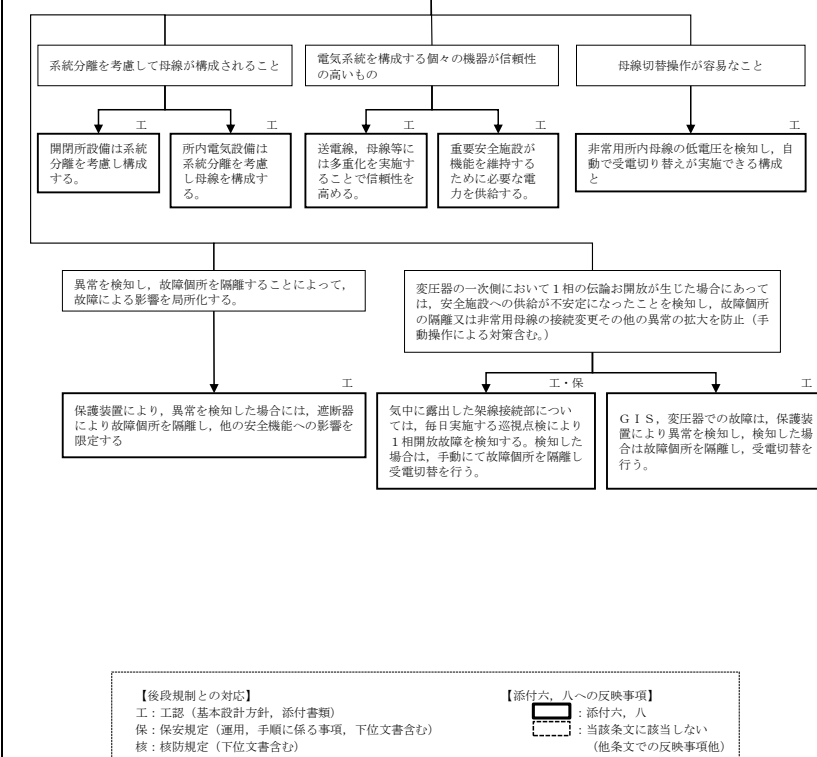 系統分離を考慮して母線が構成されること
電気系統を構成する個々の機器が信頼性
の高いもの
母線切替操作が容易なこと
工
開閉所設備は系統
分離を考慮し構成
する。
工
所内電気設備は
系統分離を考慮
し母線を構成す
る。
工
送電線,母線等に
は多重化を実施す
ることで信頼性を
高める。
工
重要安全施設が
機能を維持する
ために必要な電
力を供給する。
工
非常用所内母線の低電圧を検知し,自
動で受電切り替えが実施できる構成
と
異常を検知し,故障個所を隔離することによって,
故障による影響を局所化する。
変圧器の一次側において1相の伝論お開放が生じた場合にあって
は,安全施設への供給が不安定になったことを検知し,故障個所
の隔離又は非常用母線の接続変更その他の異常の拡大を防止(手
動操作による対策含む。)
工
保護装置により,異常を検知した場合には,遮断器
により故障個所を隔離し,他の安全機能への影響を
限定する
工・保
気中に露出した架線接続部につい
ては,毎日実施する巡視点検により
1相開放故障を検知する。検知した
場合は,手動にて故障個所を隔離し
受電切替を行う。
工
GIS,変圧器での故障は,保護装
置により異常を検知し,検知した場
合は故障個所を隔離し,受電切替を
行う。
【後段規制との対応】
工:工認(基本設計方針,添付書類)
保:保安規定(運用,手順に係る事項,下位文書含む)
核:核防規定(下位文書含む)
【添付六,八への反映事項】
:添付六,八
:当該条文に該当しない
(他条文での反映事項他)